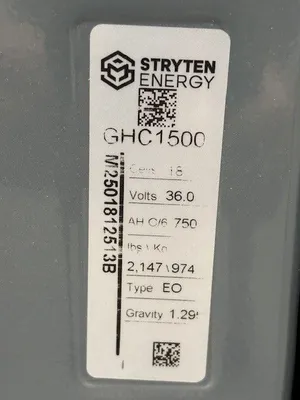 STRYTEN
ENERGY
GHC1500
Cells 18
Volts 36.0
AH C/6 750
lbs \ Kg
2,147\974
Type EO
Gravity 1.29
M2501812513B